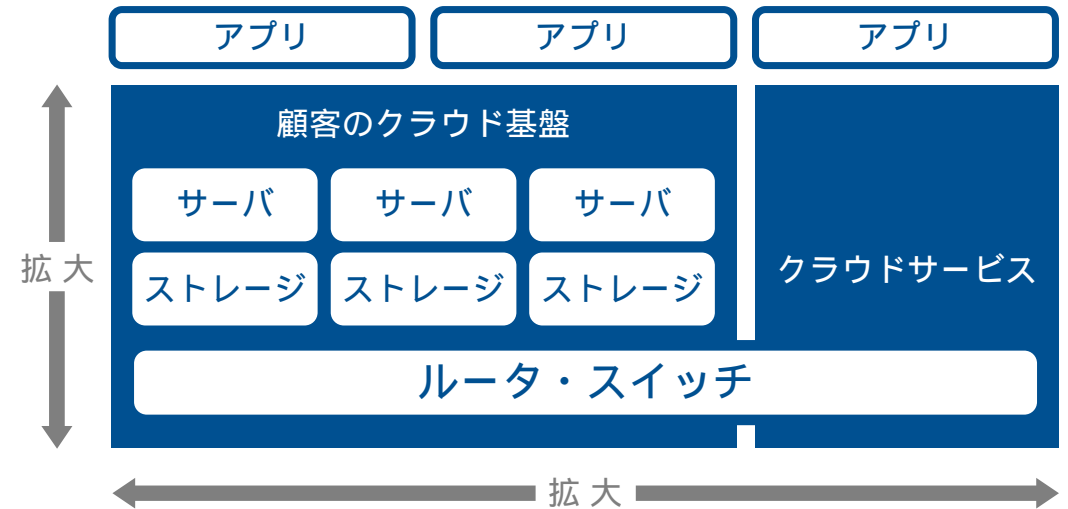 アプリ アプリ アプリ
顧客のクラウド基盤
サーバ サーバ サーバ
拡大
クラウドサービス
ストレージ ストレージ ストレージ
ルータ・スイッチ
拡大